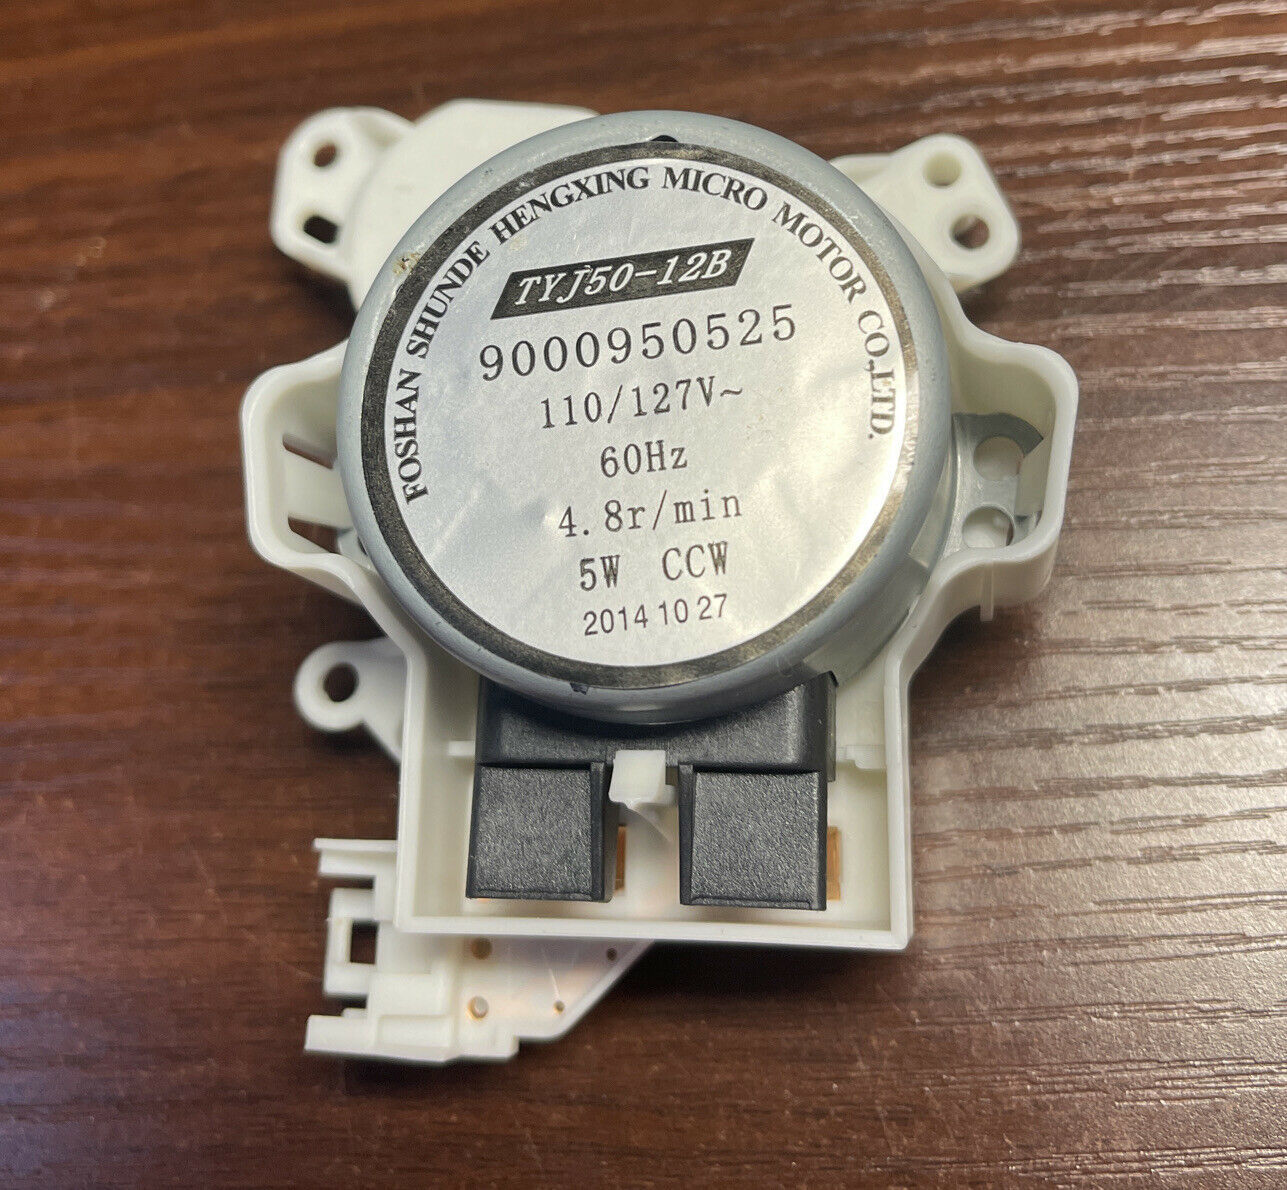 FOSHAN SHUNDE HENGXING MICRO MOTOR CO.,LTD.
TYJ50-12B
9000950525
110/127V~
60Hz
4.8r/min
5W CCW
2014 10 27